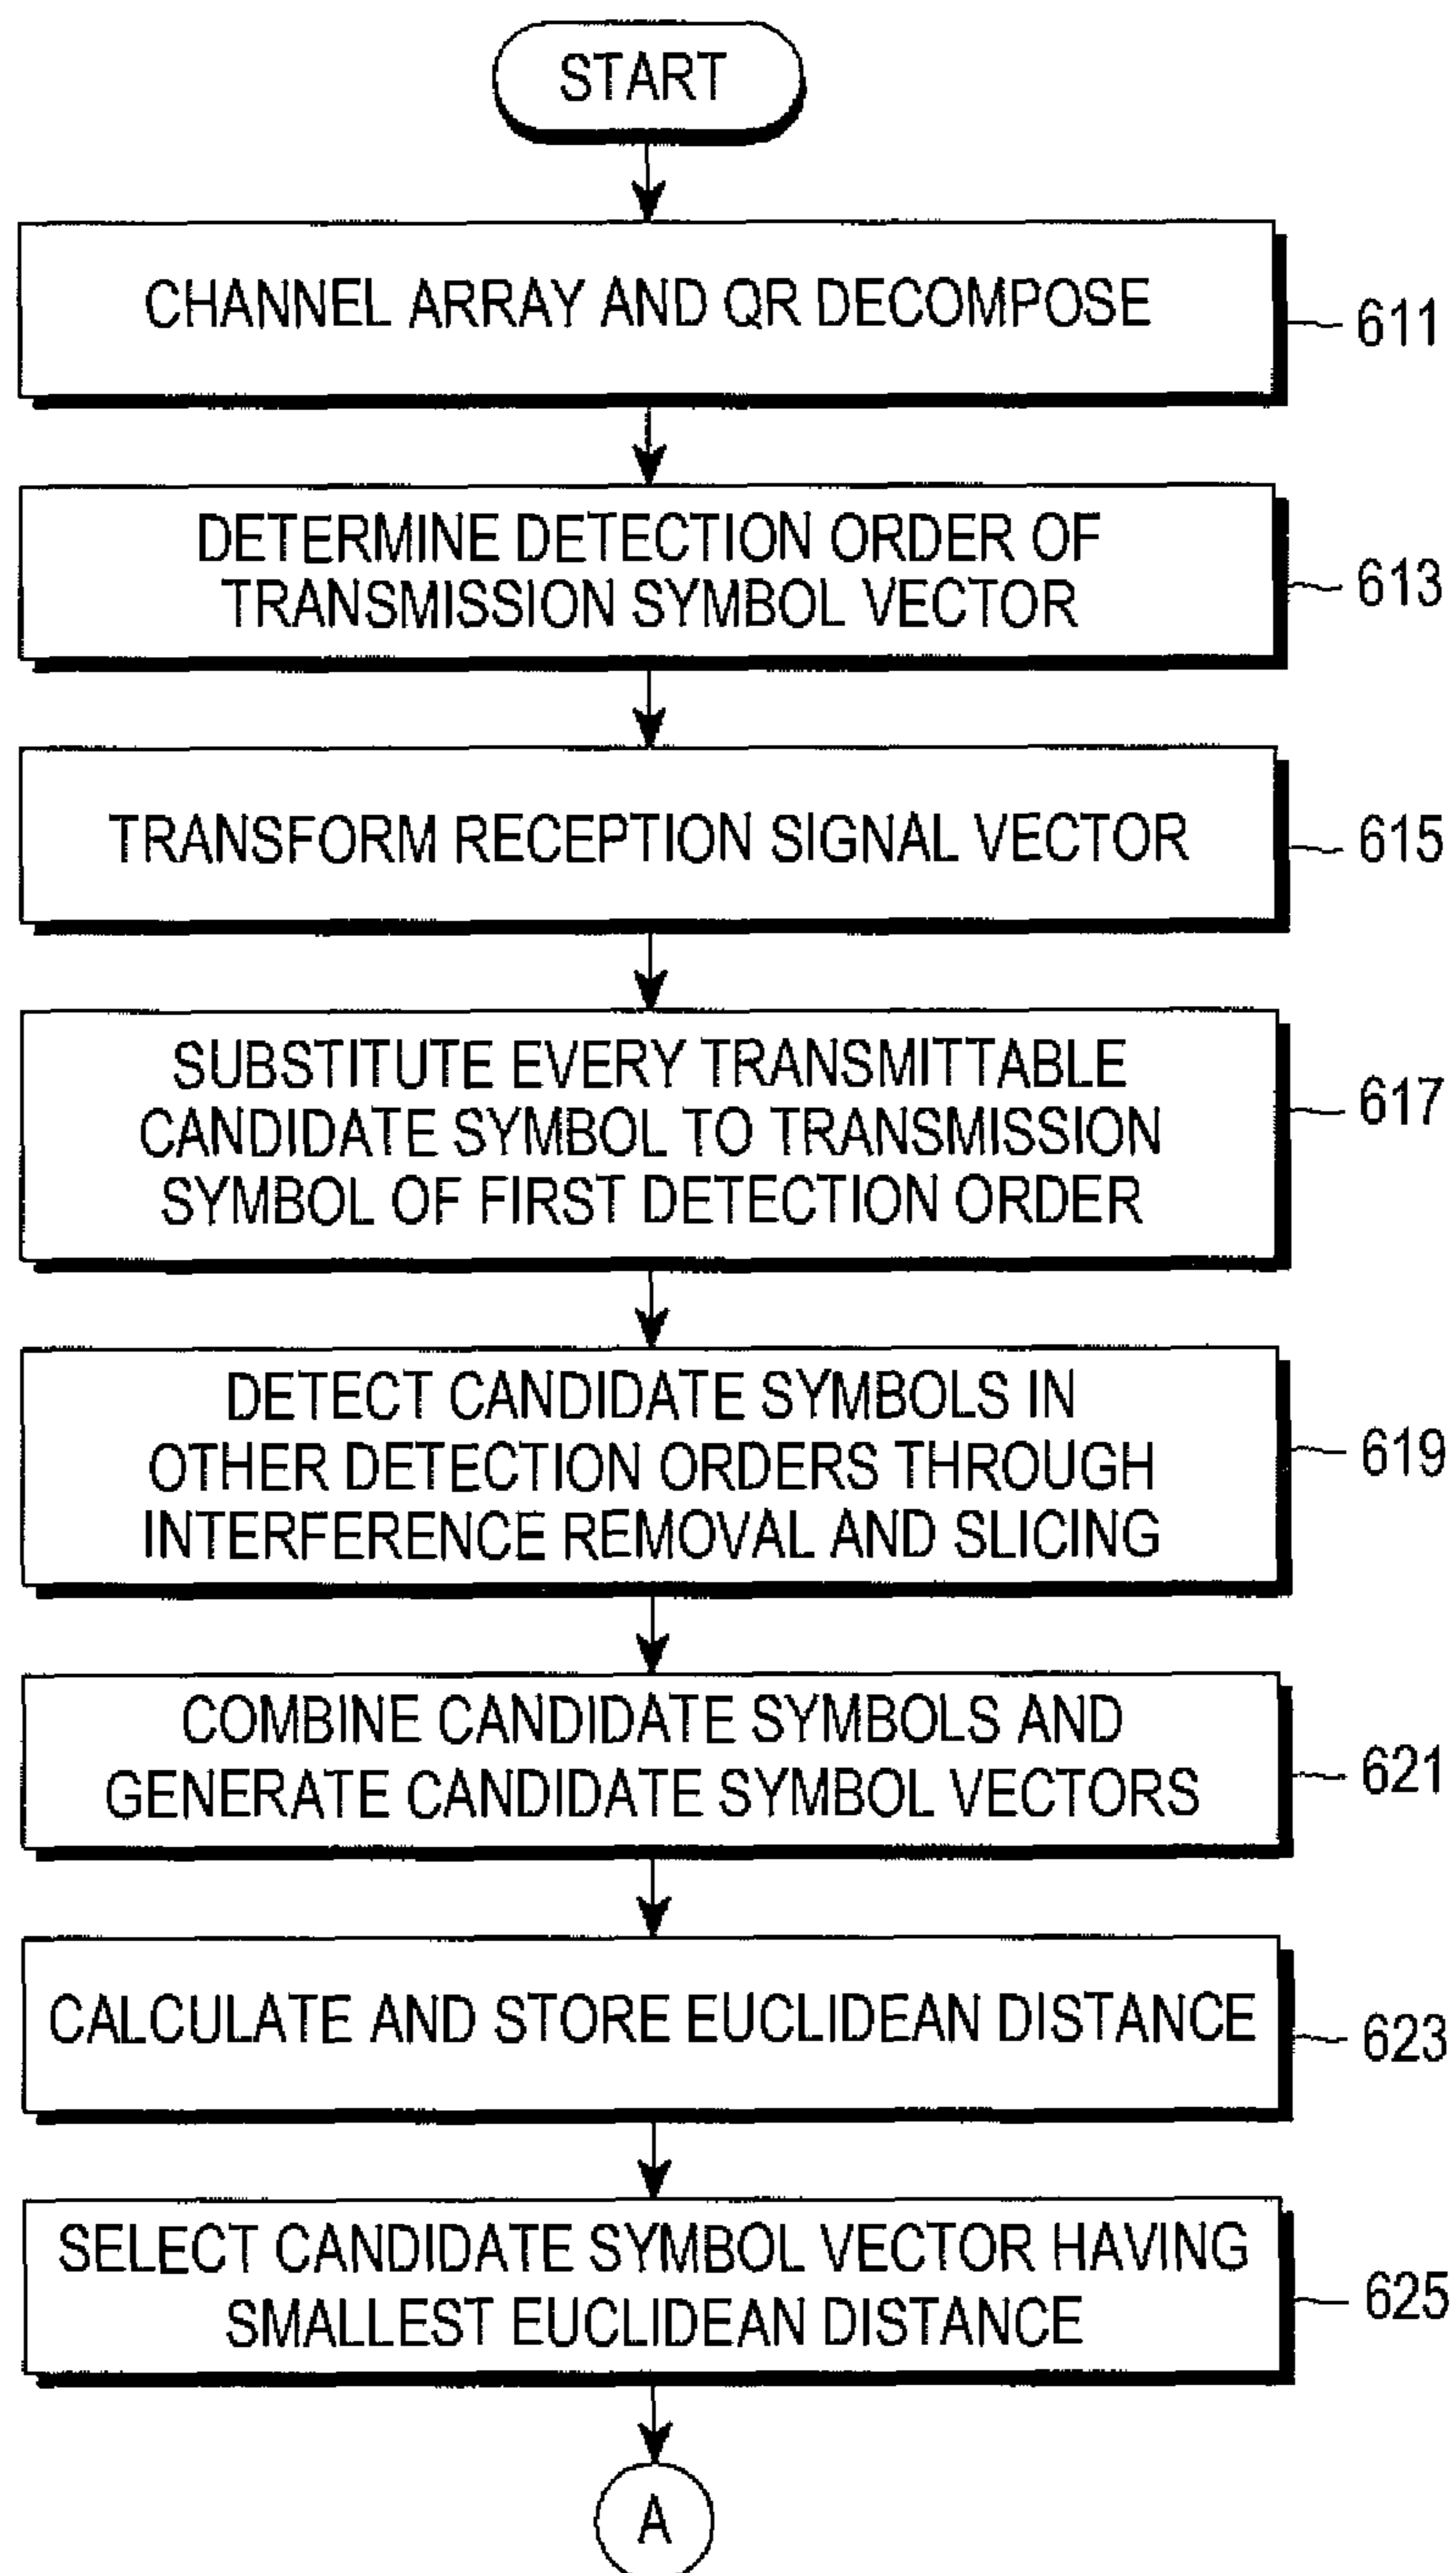 START
CHANNEL ARRAY AND QR DECOMPOSE
611
DETERMINE DETECTION ORDER OF
TRANSMISSION SYMBOL VECTOR
613
TRANSFORM RECEPTION SIGNAL VECTOR
615
SUBSTITUTE EVERY TRANSMITTABLE
CANDIDATE SYMBOL TO TRANSMISSION
SYMBOL OF FIRST DETECTION ORDER
617
DETECT CANDIDATE SYMBOLS IN
OTHER DETECTION ORDERS THROUGH
INTERFERENCE REMOVAL AND SLICING
619
COMBINE CANDIDATE SYMBOLS AND
GENERATE CANDIDATE SYMBOL VECTORS
621
CALCULATE AND STORE EUCLIDEAN DISTANCE
623
SELECT CANDIDATE SYMBOL VECTOR HAVING
SMALLEST EUCLIDEAN DISTANCE
625
A